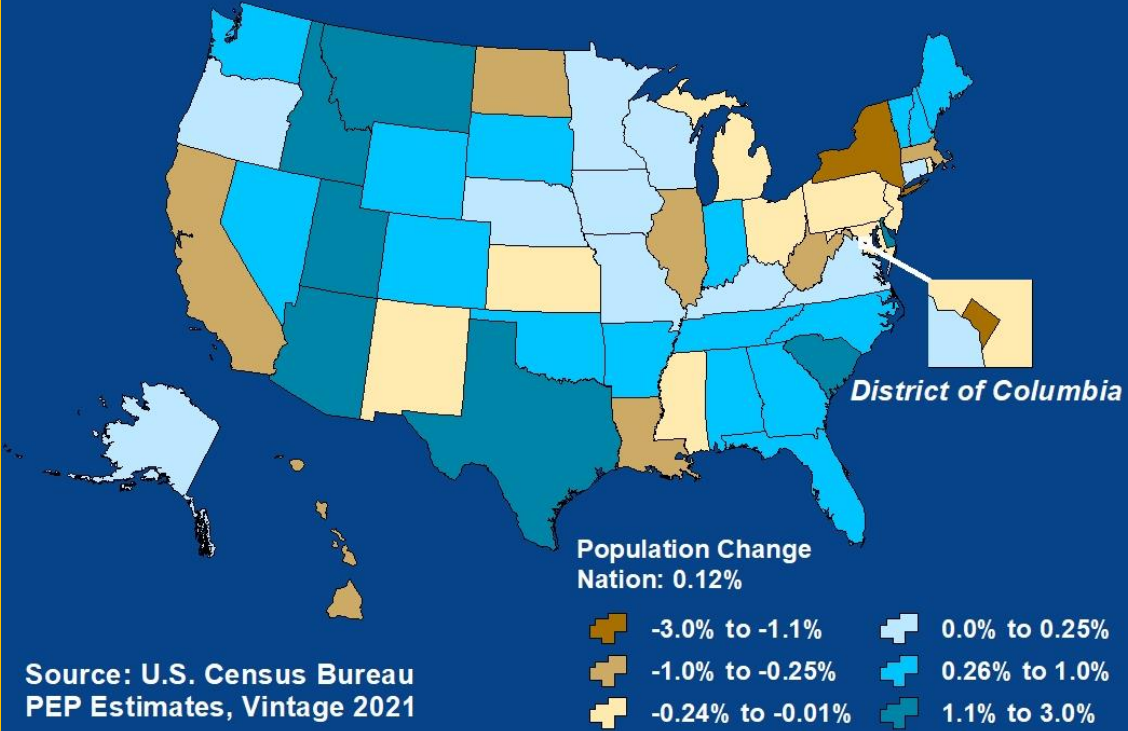 District of Columbia
Population Change
Nation: 0.12%
-3.0% to -1.1%
0.0% to 0.25%
-1.0% to -0.25%
0.26% to 1.0%
-0.24% to -0.01%
1.1% to 3.0%
Source: U.S. Census Bureau
PEP Estimates, Vintage 2021